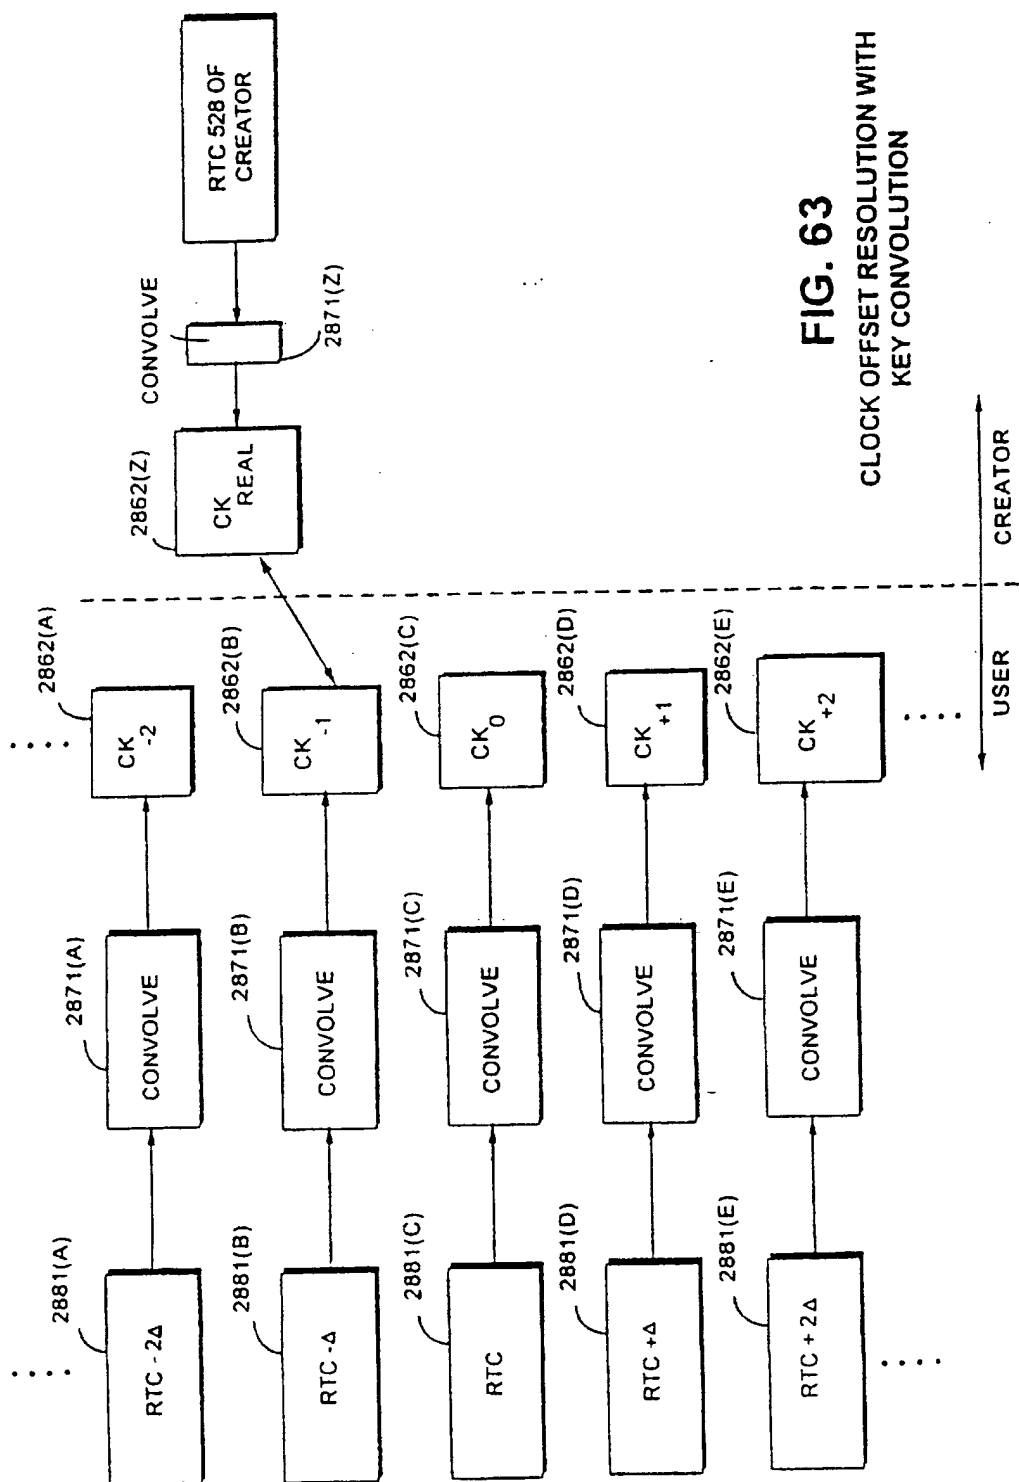 2881(A)
RTC - 2Δ
2871(A)
CONVOLVE
2862(A)
CK -2
2881(B)
RTC -Δ
2871(B)
CONVOLVE
2862(B)
CK -1
2881(C)
RTC
2871(C)
CONVOLVE
2862(C)
CK 0
2881(D)
RTC +Δ
2871(D)
CONVOLVE
2862(D)
CK +1
2881(E)
RTC + 2Δ
2871(E)
CONVOLVE
2862(E)
CK +2
2862(Z)
CK REAL
CONVOLVE
2871(Z)
RTC 528 OF
CREATOR
USER
CREATOR
FIG. 63
CLOCK OFFSET RESOLUTION WITH
KEY CONVOLUTION